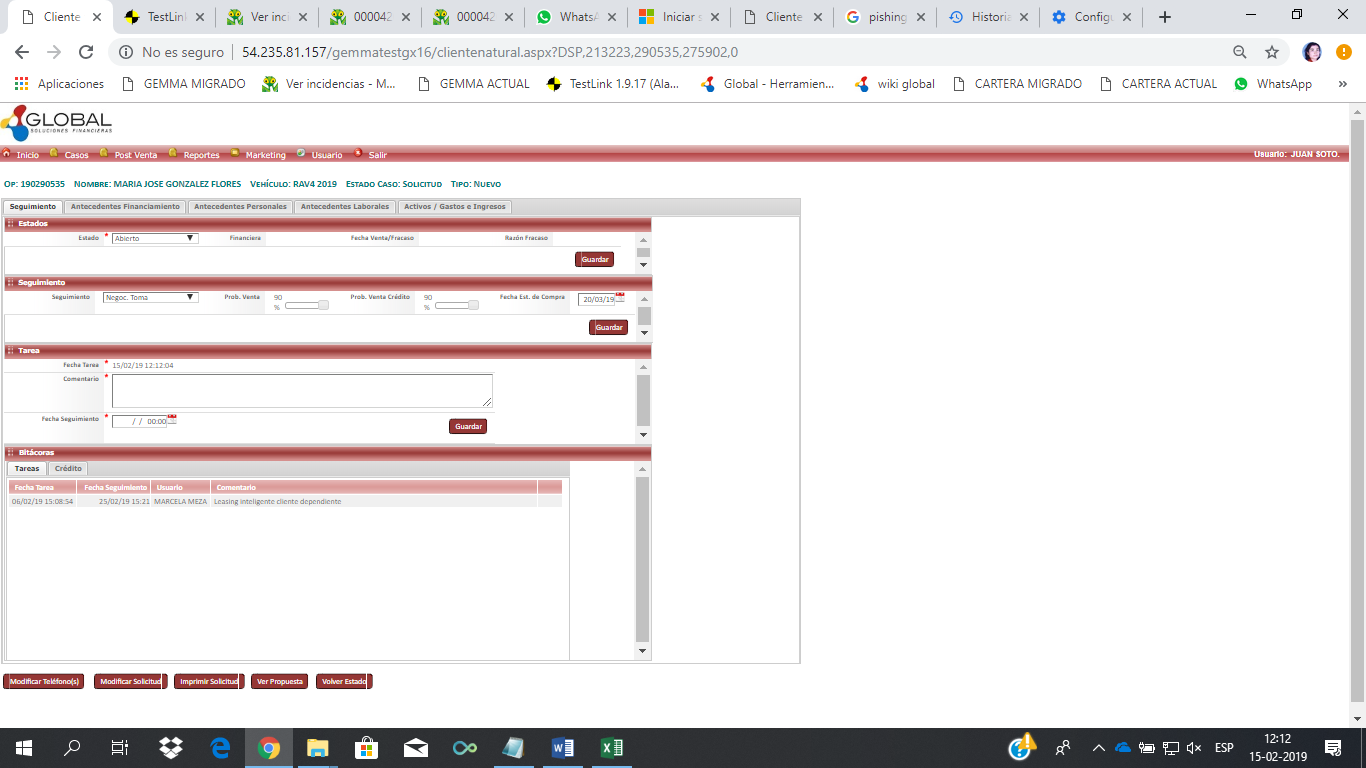 Cliente
TestLink
Ver inci
000042
000042
WhatsA
Iniciar s
Cliente
pishing
Historia
Configu
No es seguro | 54.235.81.157/gemmatestgx16/clientenatural.aspx?DSP,213223,290535,275902,0
Aplicaciones GEMMA MIGRADO Ver incidencias - M... GEMMA ACTUAL TestLink 1.9.17 (Ala... Global - Herramien... wiki global CARTERA MIGRADO CARTERA ACTUAL WhatsApp »
GLOBAL
SOLUCIONES FINANCIERAS
Inicio Casos Post Venta Reportes Marketing Usuario Salir Usuario: JUAN SOTO.
Op: 190290535 Nombre: MARIA JOSE GONZALEZ FLORES Vehículo: RAV4 2019 Estado Caso: Solicitud Tipo: Nuevo
Seguimiento Antecedentes Financiamiento Antecedentes Personales Antecedentes Laborales Activos / Gastos e Ingresos
Estados
Estado * Abierto Financiera Fecha Venta/Fracaso Razón Fracaso
Guardar
Seguimiento
Seguimiento Negoc. Toma Prob. Venta 90 % Prob. Venta Crédito 90 % Fecha Est. de Compra 20/03/19
Guardar
Tarea
Fecha Tarea * 15/02/19 12:12:04
Comentario *
Fecha Seguimiento * / / 00:00
Guardar
Bitácoras
Tareas Crédito
Fecha Tarea Fecha Seguimiento Usuario Comentario
06/02/19 15:08:54 25/02/19 15:21 MARCELA MEZA Leasing inteligente cliente dependiente
Modificar Teléfono(s) Modificar Solicitud Imprimir Solicitud Ver Propuesta Volver Estado
ESP
12:12
15-02-2019